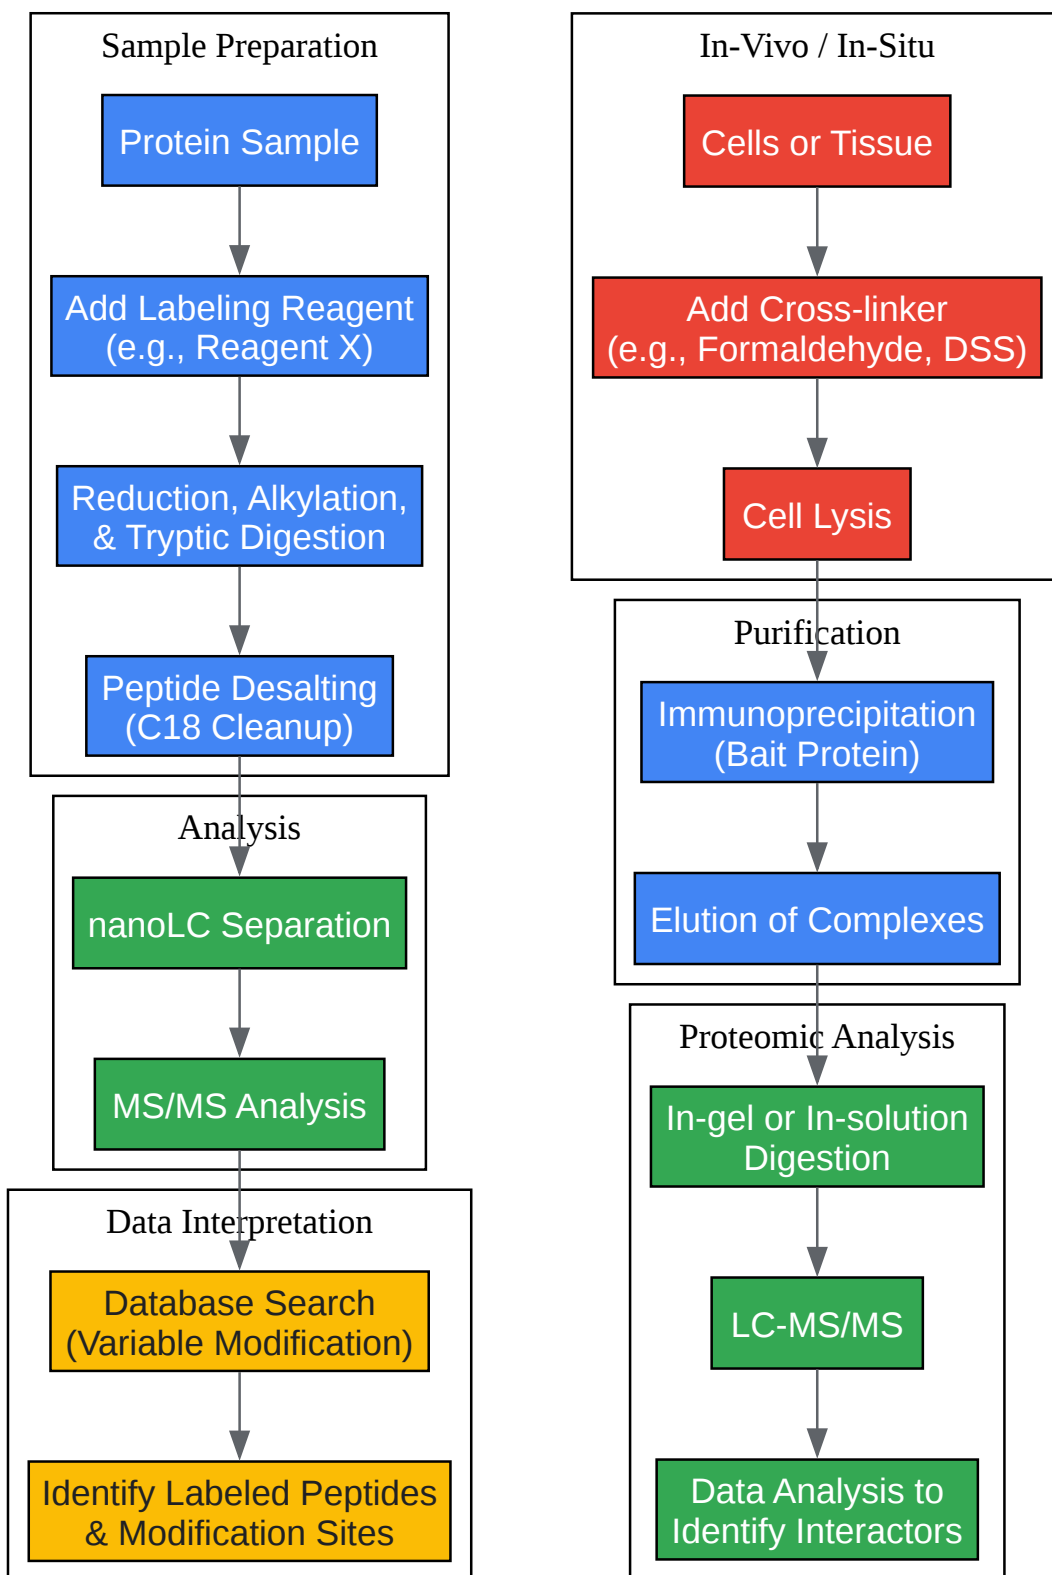 Sample Preparation
Protein Sample
Add Labeling Reagent
(e.g., Reagent X)
Reduction, Alkylation,
& Tryptic Digestion
Peptide Desalting
(C18 Cleanup)
Analysis
nanoLC Separation
MS/MS Analysis
Data Interpretation
Database Search
(Variable Modification)
Identify Labeled Peptides
& Modification Sites
In-Vivo / In-Situ
Cells or Tissue
Add Cross-linker
(e.g., Formaldehyde, DSS)
Cell Lysis
Purification
Immunoprecipitation
(Bait Protein)
Elution of Complexes
Proteomic Analysis
In-gel or In-solution
Digestion
LC-MS/MS
Data Analysis to
Identify Interactors